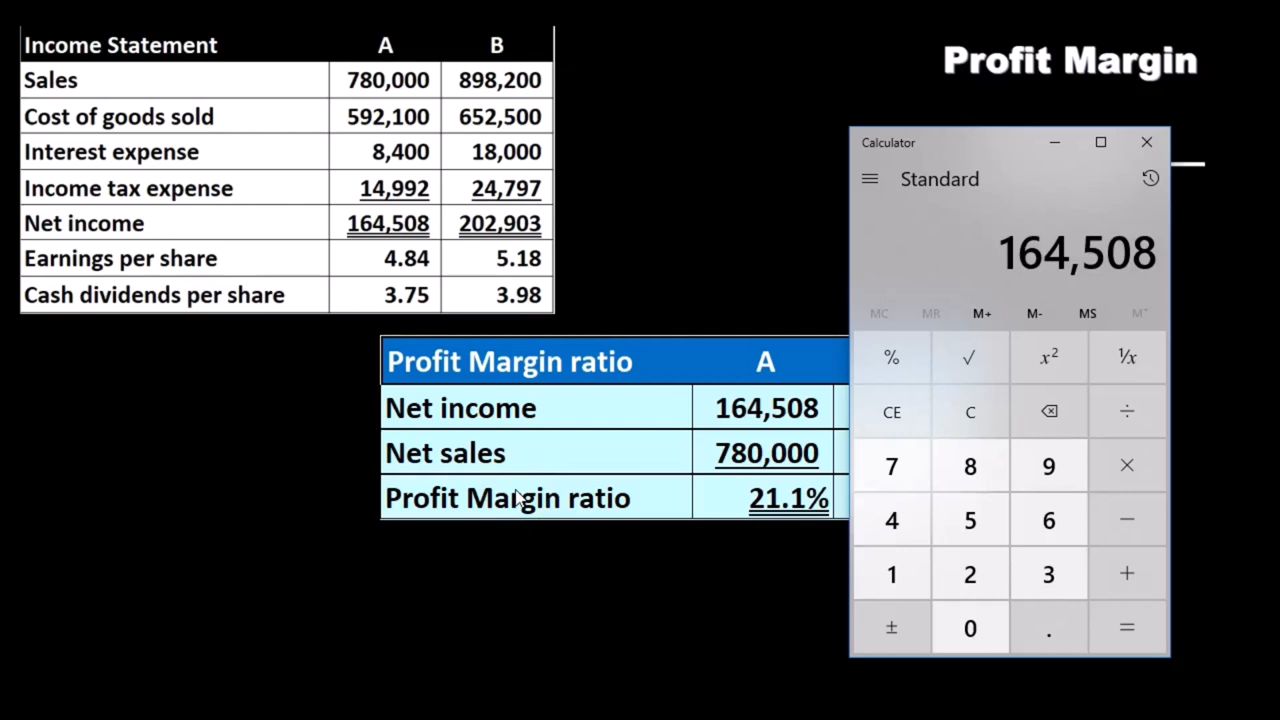 Income Statement A B
Sales 780,000 898,200
Cost of goods sold 592,100 652,500
Interest expense 8,400 18,000
Income tax expense 14,992 24,797
Net income 164,508 202,903
Earnings per share 4.84 5.18
Cash dividends per share 3.75 3.98
Profit Margin
Profit Margin ratio A
Net income 164,508
Net sales 780,000
Profit Margin ratio 21.1%
Calculator
Standard
164,508
MC MR M+ M- MS M˅
% √ x² ¹/x
CE C ÷
7 8 9 ×
4 5 6 −
1 2 3 +
± 0 . =